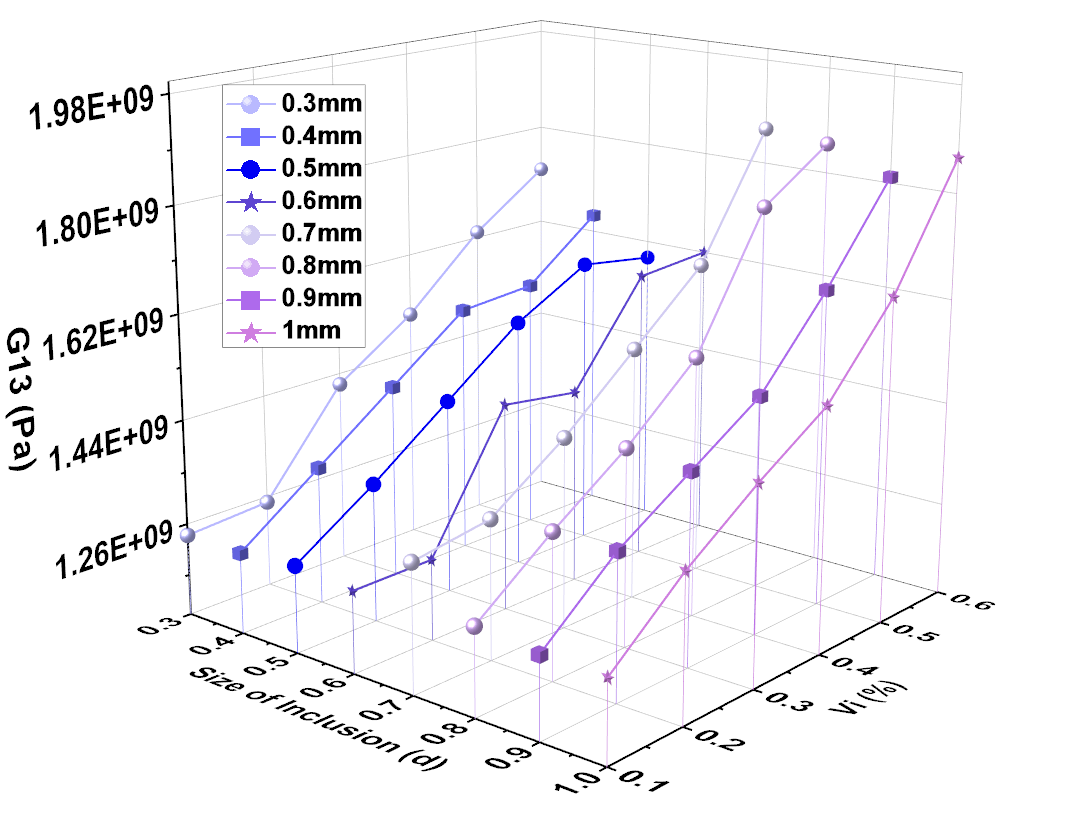 1.98E+09
1.80E+09
1.62E+09
1.44E+09
1.26E+09
G13 (Pa)
0.3mm
0.4mm
0.5mm
0.6mm
0.7mm
0.8mm
0.9mm
1mm
0.3
0.4
0.5
0.6
0.7
0.8
0.9
1.0
Size of Inclusion (d)
0.1
0.2
0.3
0.4
0.5
0.6
Vi (%)